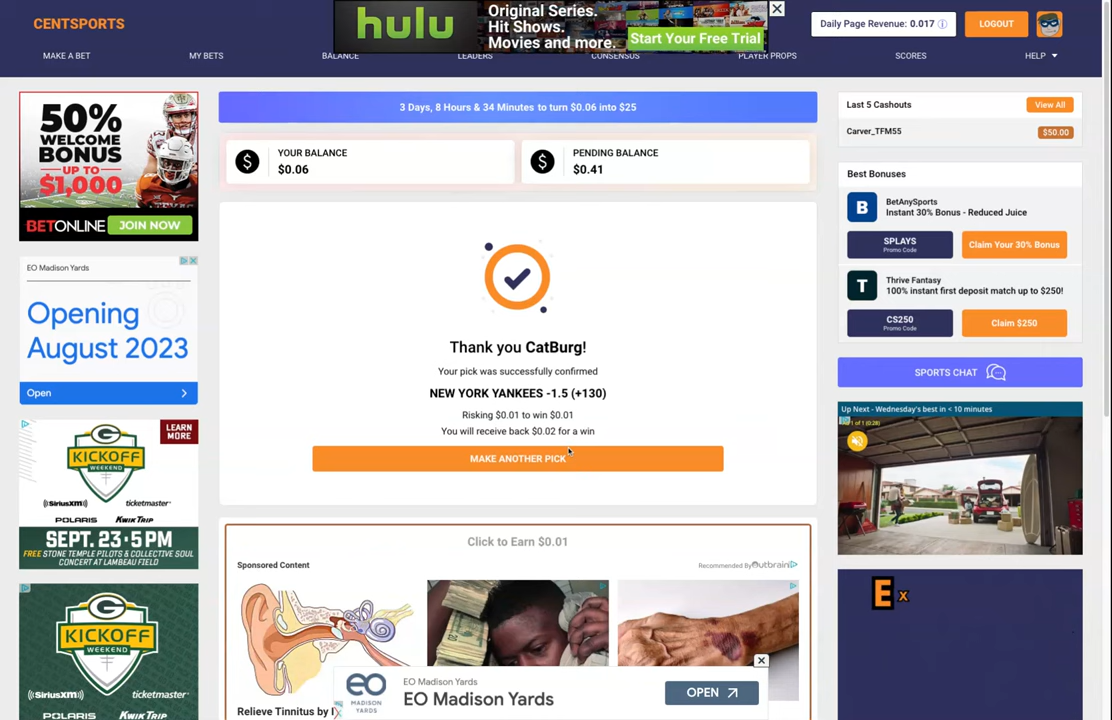 CENTSPORTS
hulu
Original Series.
Hit Shows.
Movies and more.
Start Your Free Trial
Daily Page Revenue: 0.017
LOGOUT
MAKE A BET
MY BETS
BALANCE
LEADERS
CONSENSUS
PLAYER PROPS
SCORES
HELP
50%
WELCOME
BONUS
UP TO
$1,000
BETONLINE
JOIN NOW
EO Madison Yards
Opening
August 2023
Open
LEARN
MORE
KICKOFF
WEEKEND
SiriusXM
ticketmaster
POLARIS
KWIK TRIP
SEPT. 23·5 PM
FREE STONE TEMPLE PILOTS & COLLECTIVE SOUL
CONCERT AT LAMBEAU FIELD
KICKOFF
WEEKEND
SiriusXM
ticketmaster
POLARIS
KWIK TRIP
3 Days, 8 Hours & 34 Minutes to turn $0.06 into $25
YOUR BALANCE
$0.06
PENDING BALANCE
$0.41
Thank you CatBurg!
Your pick was successfully confirmed
NEW YORK YANKEES -1.5 (+130)
Risking $0.01 to win $0.01
You will receive back $0.02 for a win
MAKE ANOTHER PICK
Click to Earn $0.01
Sponsored Content
Recommended By Outbrain
Relieve Tinnitus by
EO
MADISON
YARDS
EO Madison Yards
EO Madison Yards
OPEN
Last 5 Cashouts
View All
Carver_TFM55
$50.00
Best Bonuses
B
BetAnySports
Instant 30% Bonus - Reduced Juice
SPLAYS
Promo Code
Claim Your 30% Bonus
T
Thrive Fantasy
100% instant first deposit match up to $250!
CS250
Promo Code
Claim $250
SPORTS CHAT
Up Next - Wednesday's best in < 10 minutes
1 of 1 (0:28)
E x